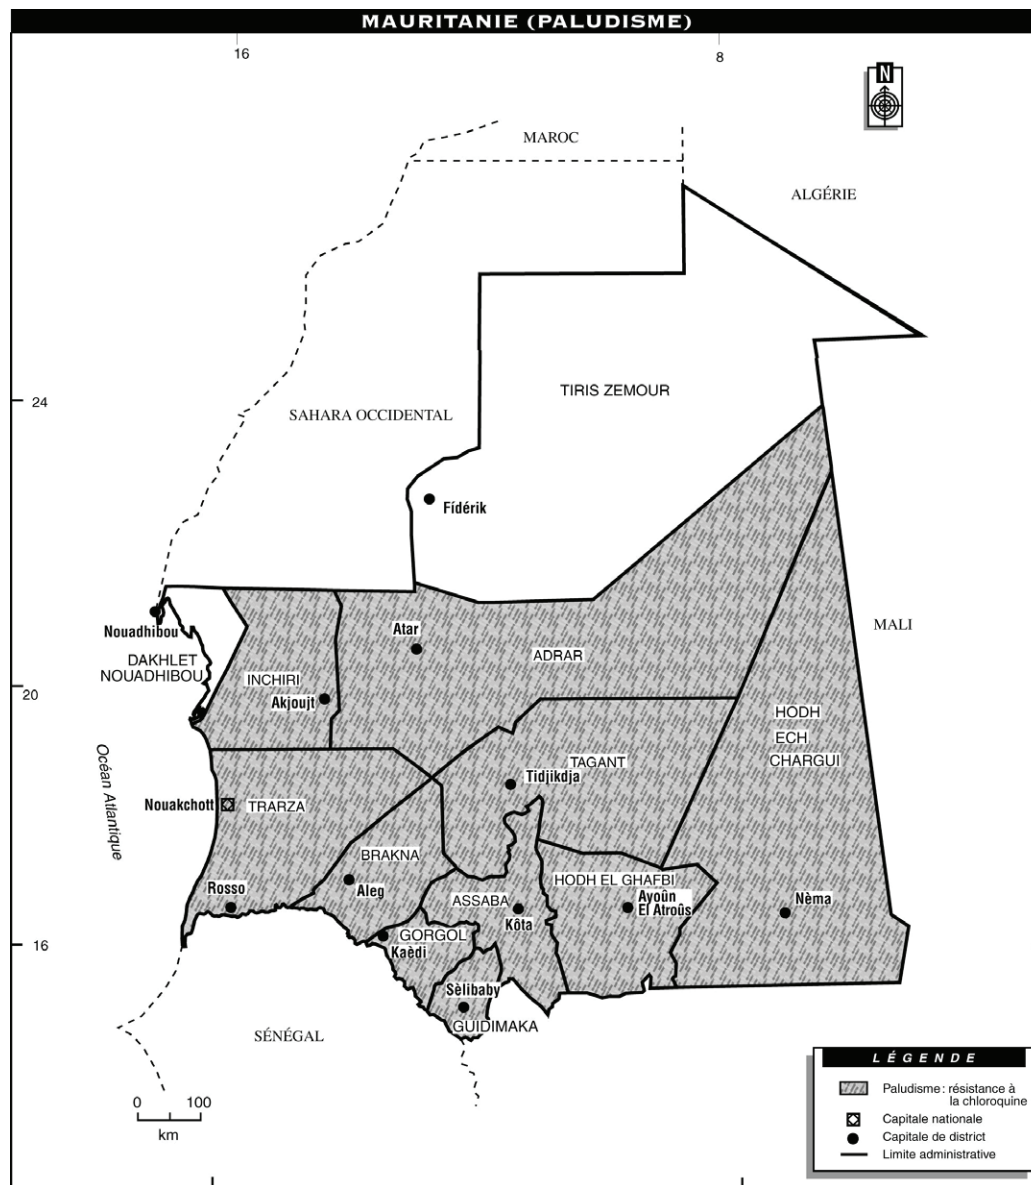 MAURITANIE (PALUDISME)
16
8
N
MAROC
ALGÉRIE
TIRIS ZEMOUR
24
SAHARA OCCIDENTAL
Fídérik
Nouadhibou
Atar
MALI
DAKHLET
NOUADHIBOU
ADRAR
INCHIRI
20
Akjoujt
HODH
ECH
CHARGUI
Océan Atlantique
TAGANT
Tidjikdja
Nouakchott
TRARZA
BRAKNA
HODH EL GHAFBI
Rosso
Aleg
ASSABA
Ayoûn
El Atroûs
Nèma
Kôta
16
GORGOL
Kaèdi
Sèlibaby
GUIDIMAKA
SÉNÉGAL
LÉGENDE
Paludisme : résistance à
la chloroquine
Capitale nationale
Capitale de district
Limite administrative
0 100
km